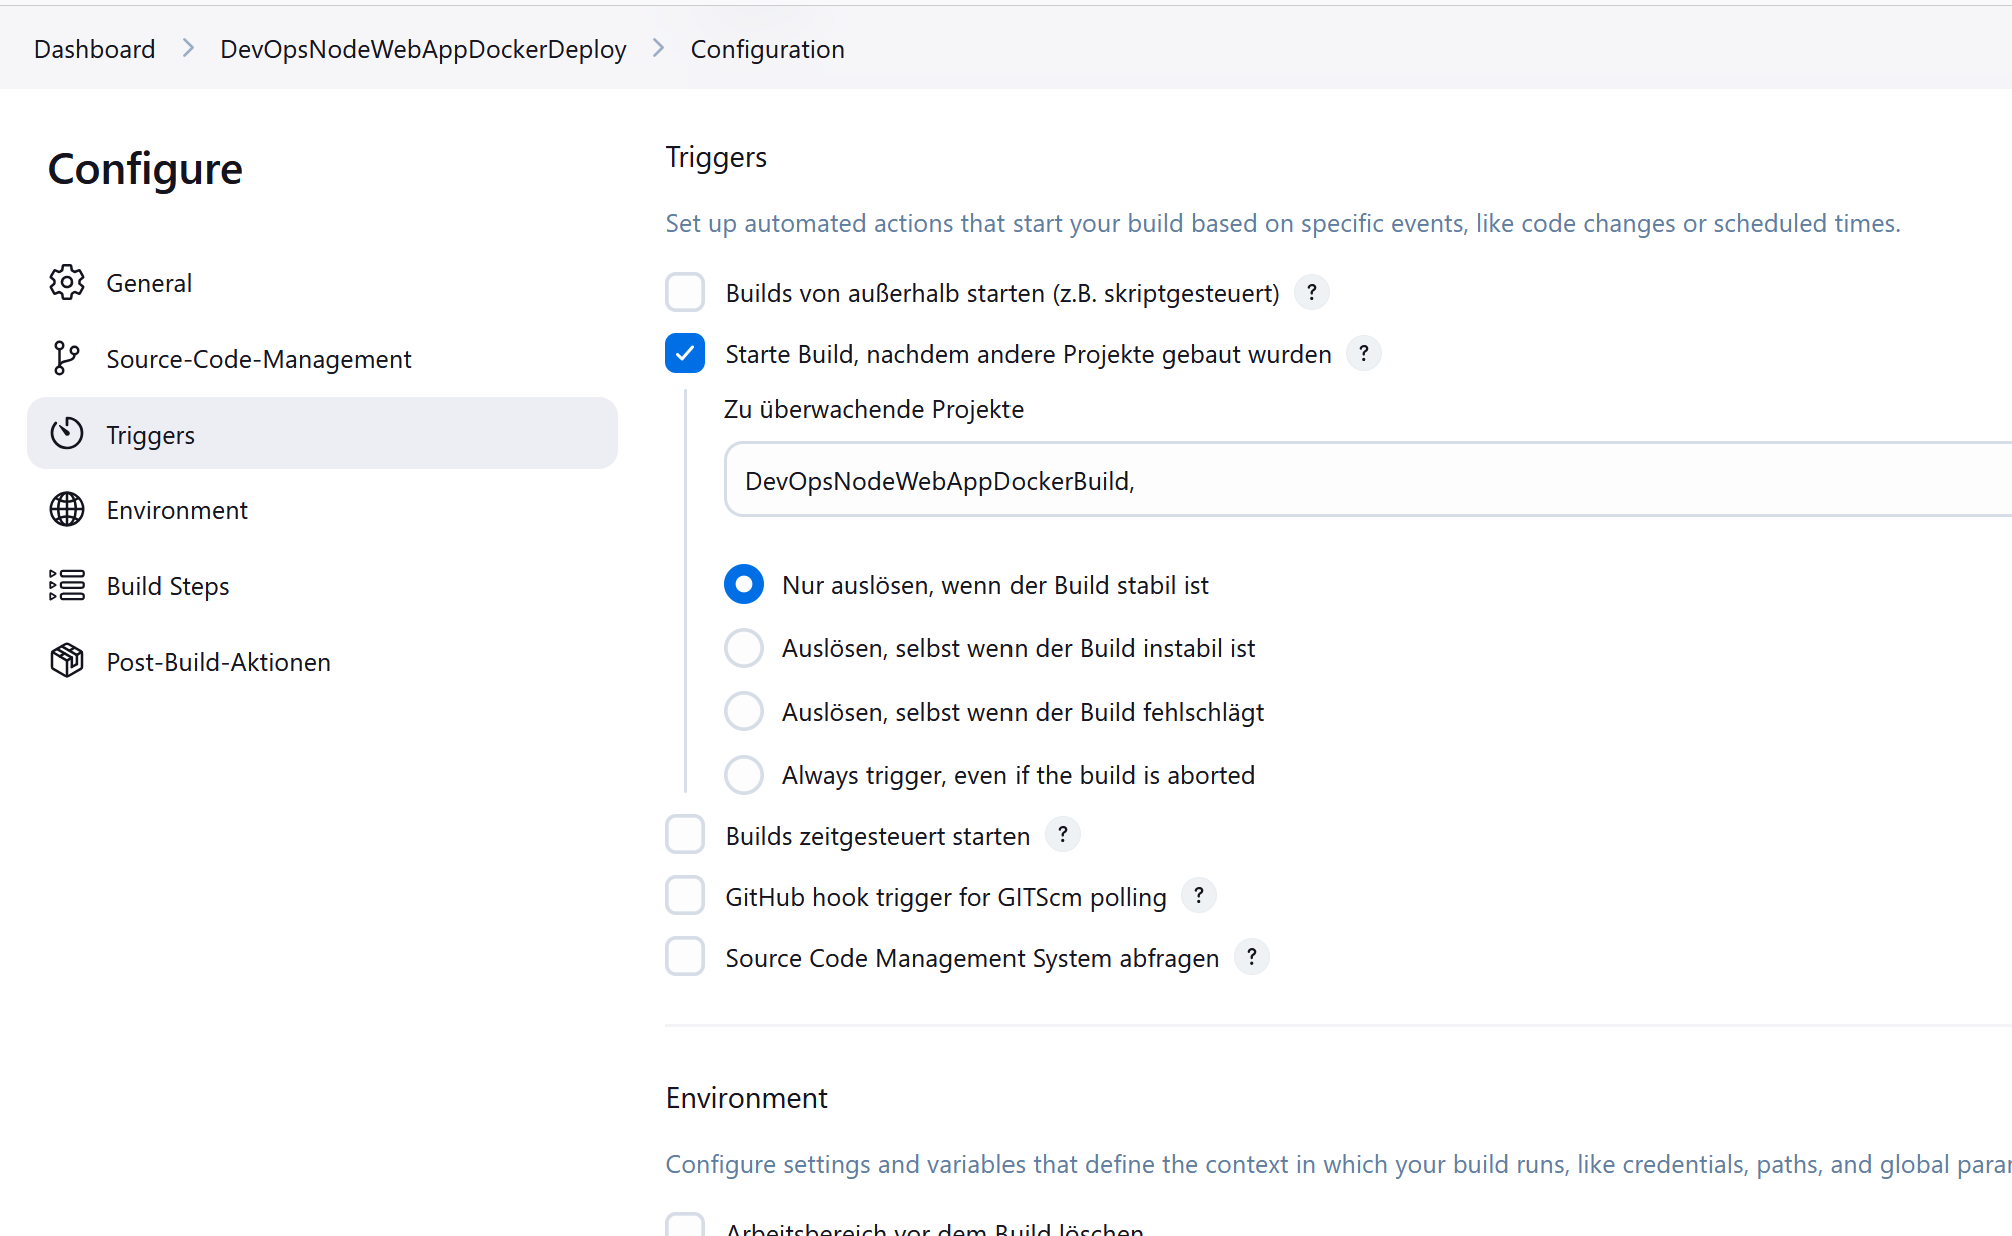 Dashboard > DevOpsNodeWebAppDockerDeploy > Configuration
Configure
General
Source-Code-Management
Triggers
Environment
Build Steps
Post-Build-Aktionen
Triggers
Set up automated actions that start your build based on specific events, like code changes or scheduled times.
Builds von außerhalb starten (z.B. skriptgesteuert) ?
Starte Build, nachdem andere Projekte gebaut wurden ?
Zu überwachende Projekte
DevOpsNodeWebAppDockerBuild,
Nur auslösen, wenn der Build stabil ist
Auslösen, selbst wenn der Build instabil ist
Auslösen, selbst wenn der Build fehlschlägt
Always trigger, even if the build is aborted
Builds zeitgesteuert starten ?
GitHub hook trigger for GITScm polling ?
Source Code Management System abfragen ?
Environment
Configure settings and variables that define the context in which your build runs, like credentials, paths, and global
Arbeitsbereich vor dem Build löschen